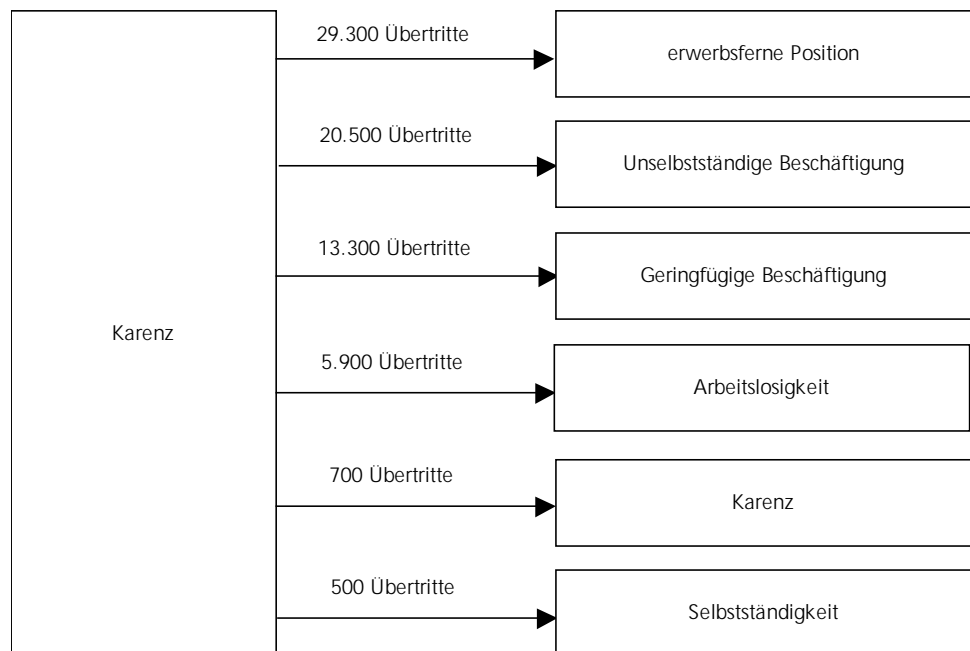 29.300 Übertritte
erwerbsferne Position
20.500 Übertritte
Unselbstständige Beschäftigung
13.300 Übertritte
Geringfügige Beschäftigung
Karenz
5.900 Übertritte
Arbeitslosigkeit
700 Übertritte
Karenz
500 Übertritte
Selbstständigkeit